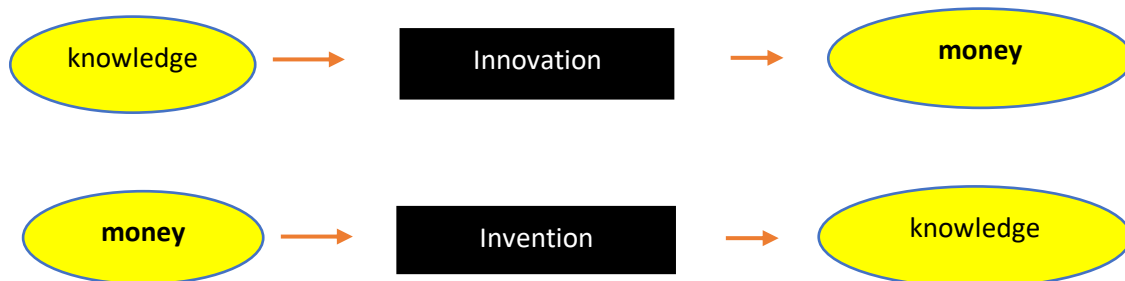 knowledge
Innovation
money
money
Invention
knowledge